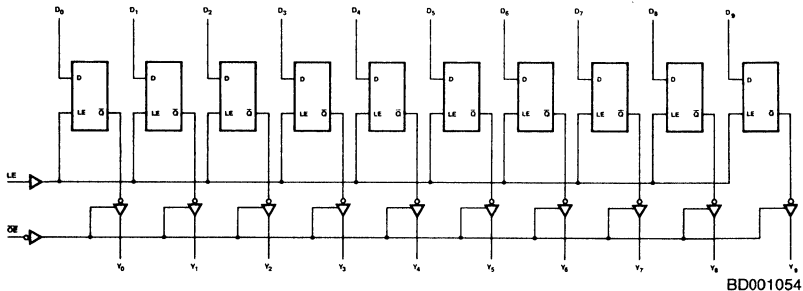 D₀ D₁ D₂ D₃ D₄ D₅ D₆ D₇ D₈ D₉
D D D D D D D D D D
LE Q̅ LE Q̅ LE Q̅ LE Q̅ LE Q̅ LE Q̅ LE Q̅ LE Q̅ LE Q̅ LE Q̅
LE
O̅E̅
Y₀ Y₁ Y₂ Y₃ Y₄ Y₅ Y₆ Y₇ Y₈ Y₉
BD001054